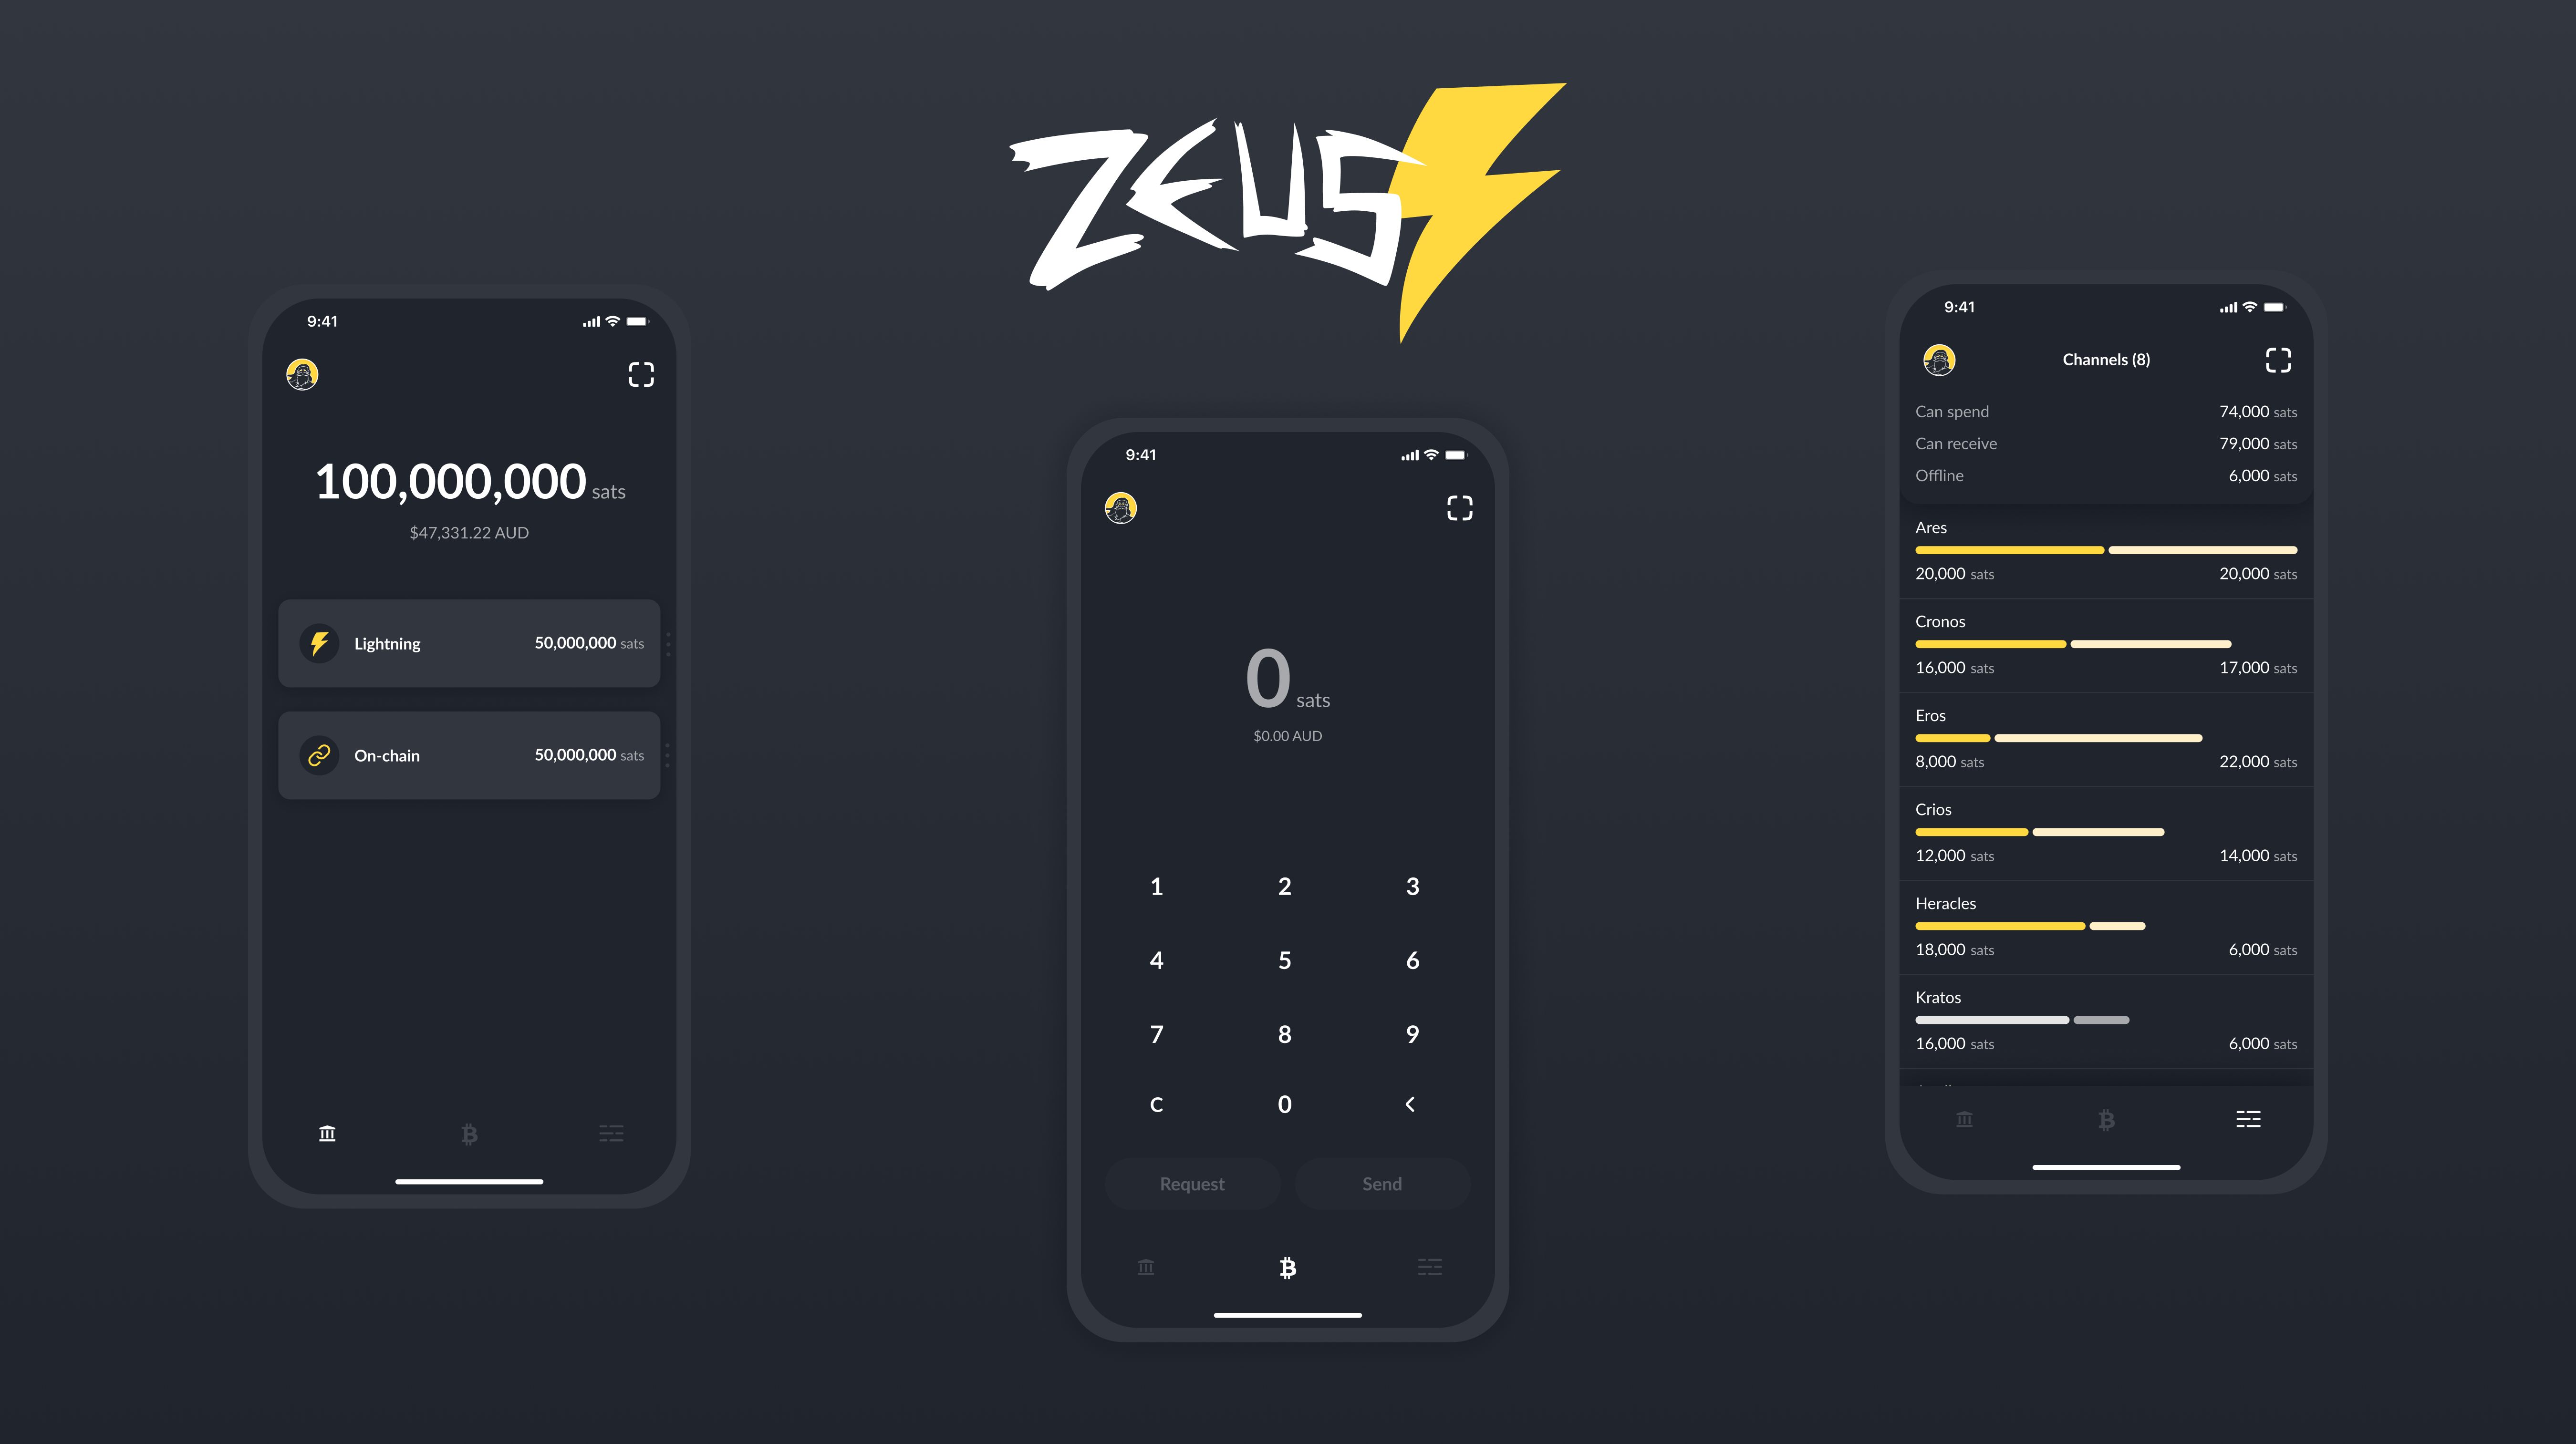 ZEUS
9:41
100,000,000 sats
$47,331.22 AUD
Lightning 50,000,000 sats
On-chain 50,000,000 sats
9:41
0 sats
$0.00 AUD
1 2 3
4 5 6
7 8 9
C 0 <
Request Send
9:41
Channels (8)
Can spend 74,000 sats
Can receive 79,000 sats
Offline 6,000 sats
Ares
20,000 sats 20,000 sats
Cronos
16,000 sats 17,000 sats
Eros
8,000 sats 22,000 sats
Crios
12,000 sats 14,000 sats
Heracles
18,000 sats 6,000 sats
Kratos
16,000 sats 6,000 sats